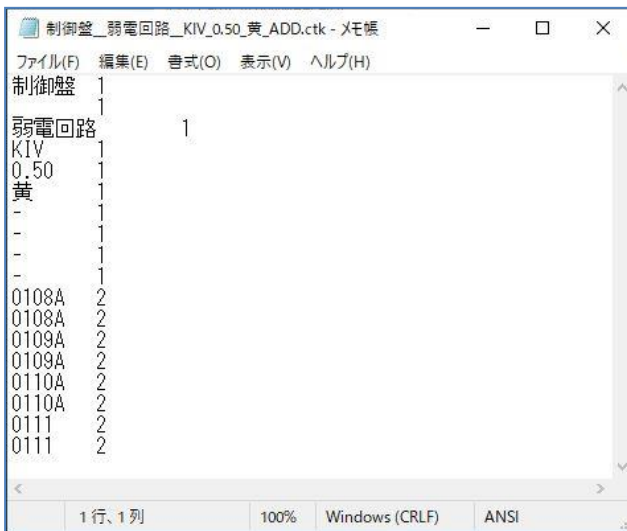 制御盤__弱電回路__KIV_0.50_黄_ADD.ctk - メモ帳
ファイル(F) 編集(E) 書式(O) 表示(V) ヘルプ(H)
制御盤 1
_ 1
弱電回路 1
KIV 1
0.50 1
黄 1
- 1
- 1
- 1
- 1
0108A 2
0108A 2
0109A 2
0109A 2
0110A 2
0110A 2
0111 2
0111 2
1行、1列 100% Windows (CRLF) ANSI